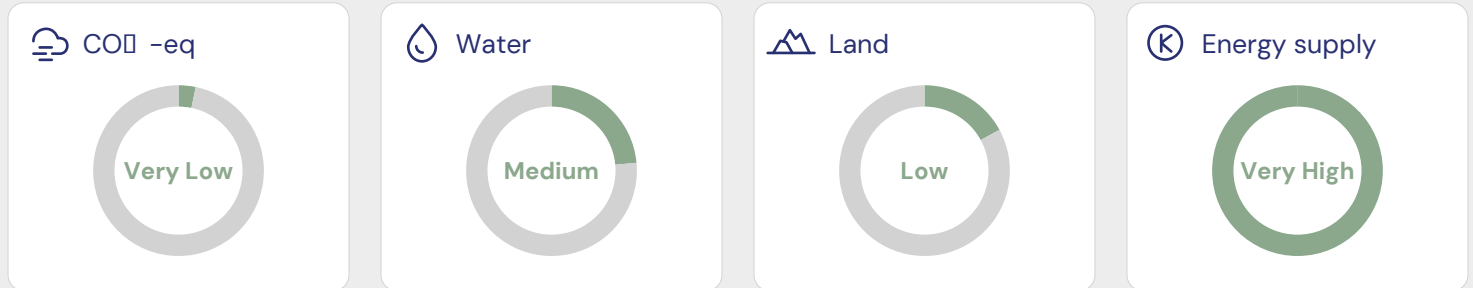 CO▯ -eq
Very Low
Water
Medium
Land
Low
Energy supply
Very High